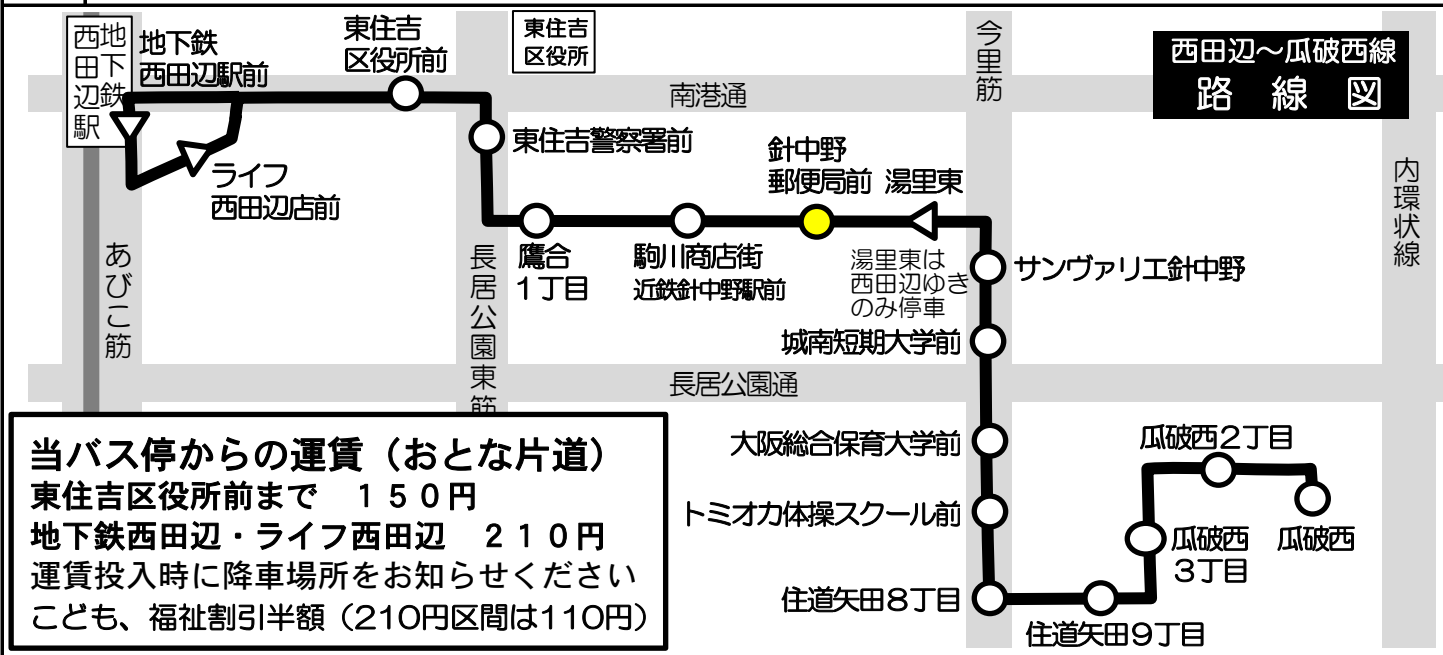 地下鉄
西田辺駅
地下鉄
西田辺駅前
東住吉
区役所前
東住吉
区役所
今里筋
西田辺～瓜破西線
路線図
南港通
東住吉警察署前
針中野
郵便局前
湯里東
内環状線
ライフ
西田辺店前
あびこ筋
長居公園東筋
鷹合
1丁目
駒川商店街
近鉄針中野駅前
湯里東は
西田辺ゆき
のみ停車
サンヴァリエ針中野
城南短期大学前
長居公園通
大阪総合保育大学前
瓜破西2丁目
トミオカ体操スクール前
瓜破西
3丁目
瓜破西
住道矢田8丁目
住道矢田9丁目
当バス停からの運賃（おとな片道）
東住吉区役所前まで　１５０円
地下鉄西田辺・ライフ西田辺　２１０円
運賃投入時に降車場所をお知らせください
こども、福祉割引半額（210円区間は110円）